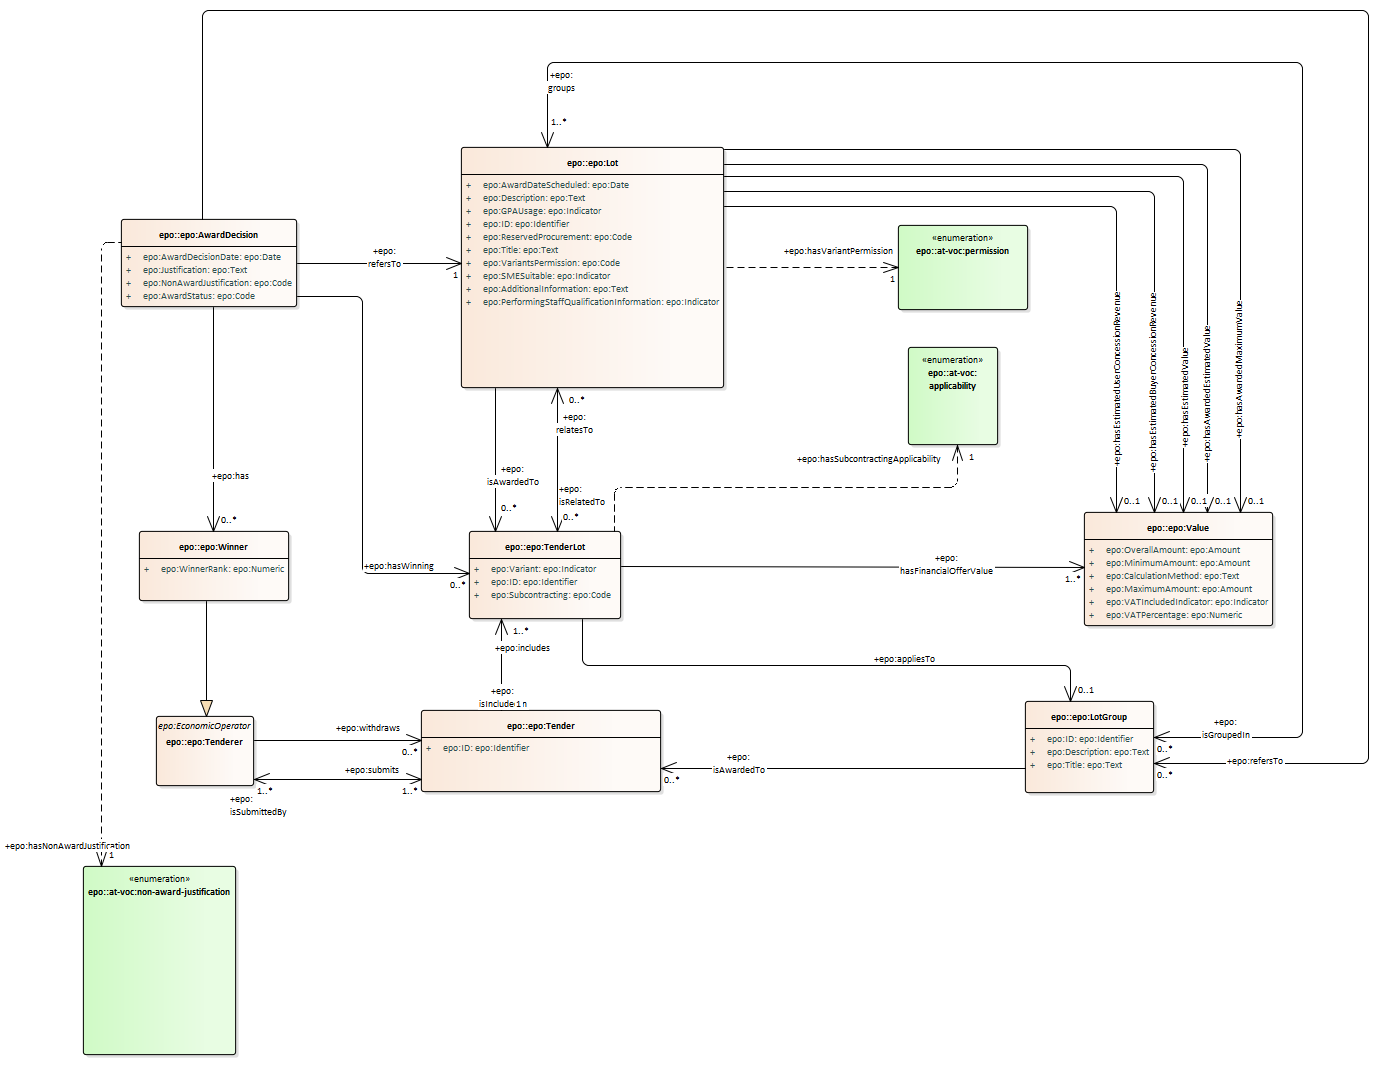 +epo:
groups
1..*
epo::epo:Lot
+ epo:AwardDateScheduled: epo:Date
+ epo:Description: epo:Text
+ epo:GPAUsage: epo:Indicator
+ epo:ID: epo:Identifier
+ epo:ReservedProcurement: epo:Code
+ epo:Title: epo:Text
+ epo:VariantsPermission: epo:Code
+ epo:SMESuitable: epo:Indicator
+ epo:AdditionalInformation: epo:Text
+ epo:PerformingStaffQualificationInformation: epo:Indicator
epo::epo:AwardDecision
+ epo:AwardDecisionDate: epo:Date
+ epo:Justification: epo:Text
+ epo:NonAwardJustification: epo:Code
+ epo:AwardStatus: epo:Code
+epo:
refersTo
1
+epo:hasVariantPermission
1
«enumeration»
epo::at-voc:permission
«enumeration»
epo::at-voc:
applicability
+epo:hasSubcontractingApplicability
1
+epo:hasEstimatedUserConcessionRevenue
+epo:hasEstimatedBuyerConcessionRevenue
+epo:hasEstimatedValue
+epo:hasAwardedEstimatedValue
+epo:hasAwardedMaximumValue
0..1
0..1
0..1
0..1
0..1
0..*
+epo:
relatesTo
+epo:
isAwardedTo
0..*
+epo:
isRelatedTo
0..*
+epo:has
0..*
epo::epo:Winner
+ epo:WinnerRank: epo:Numeric
+epo:hasWinning
0..*
epo::epo:TenderLot
+ epo:Variant: epo:Indicator
+ epo:ID: epo:Identifier
+ epo:Subcontracting: epo:Code
+epo:
hasFinancialOfferValue
1..*
epo::epo:Value
+ epo:OverallAmount: epo:Amount
+ epo:MinimumAmount: epo:Amount
+ epo:CalculationMethod: epo:Text
+ epo:MaximumAmount: epo:Amount
+ epo:VATIncludedIndicator: epo:Indicator
+ epo:VATPercentage: epo:Numeric
1..*
+epo:includes
+epo:
isInclude 1 n
+epo:appliesTo
0..1
epo:EconomicOperator
epo::epo:Tenderer
+epo:withdraws
0..*
+epo:submits
1..*
1..*
+epo:
isSubmittedBy
epo::epo:Tender
+ epo:ID: epo:Identifier
+epo:
isAwardedTo
0..*
epo::epo:LotGroup
+ epo:ID: epo:Identifier
+ epo:Description: epo:Text
+ epo:Title: epo:Text
+epo:
isGroupedIn
0..*
+epo:refersTo
0..*
+epo:hasNonAwardJustification
1
«enumeration»
epo::at-voc:non-award-justification